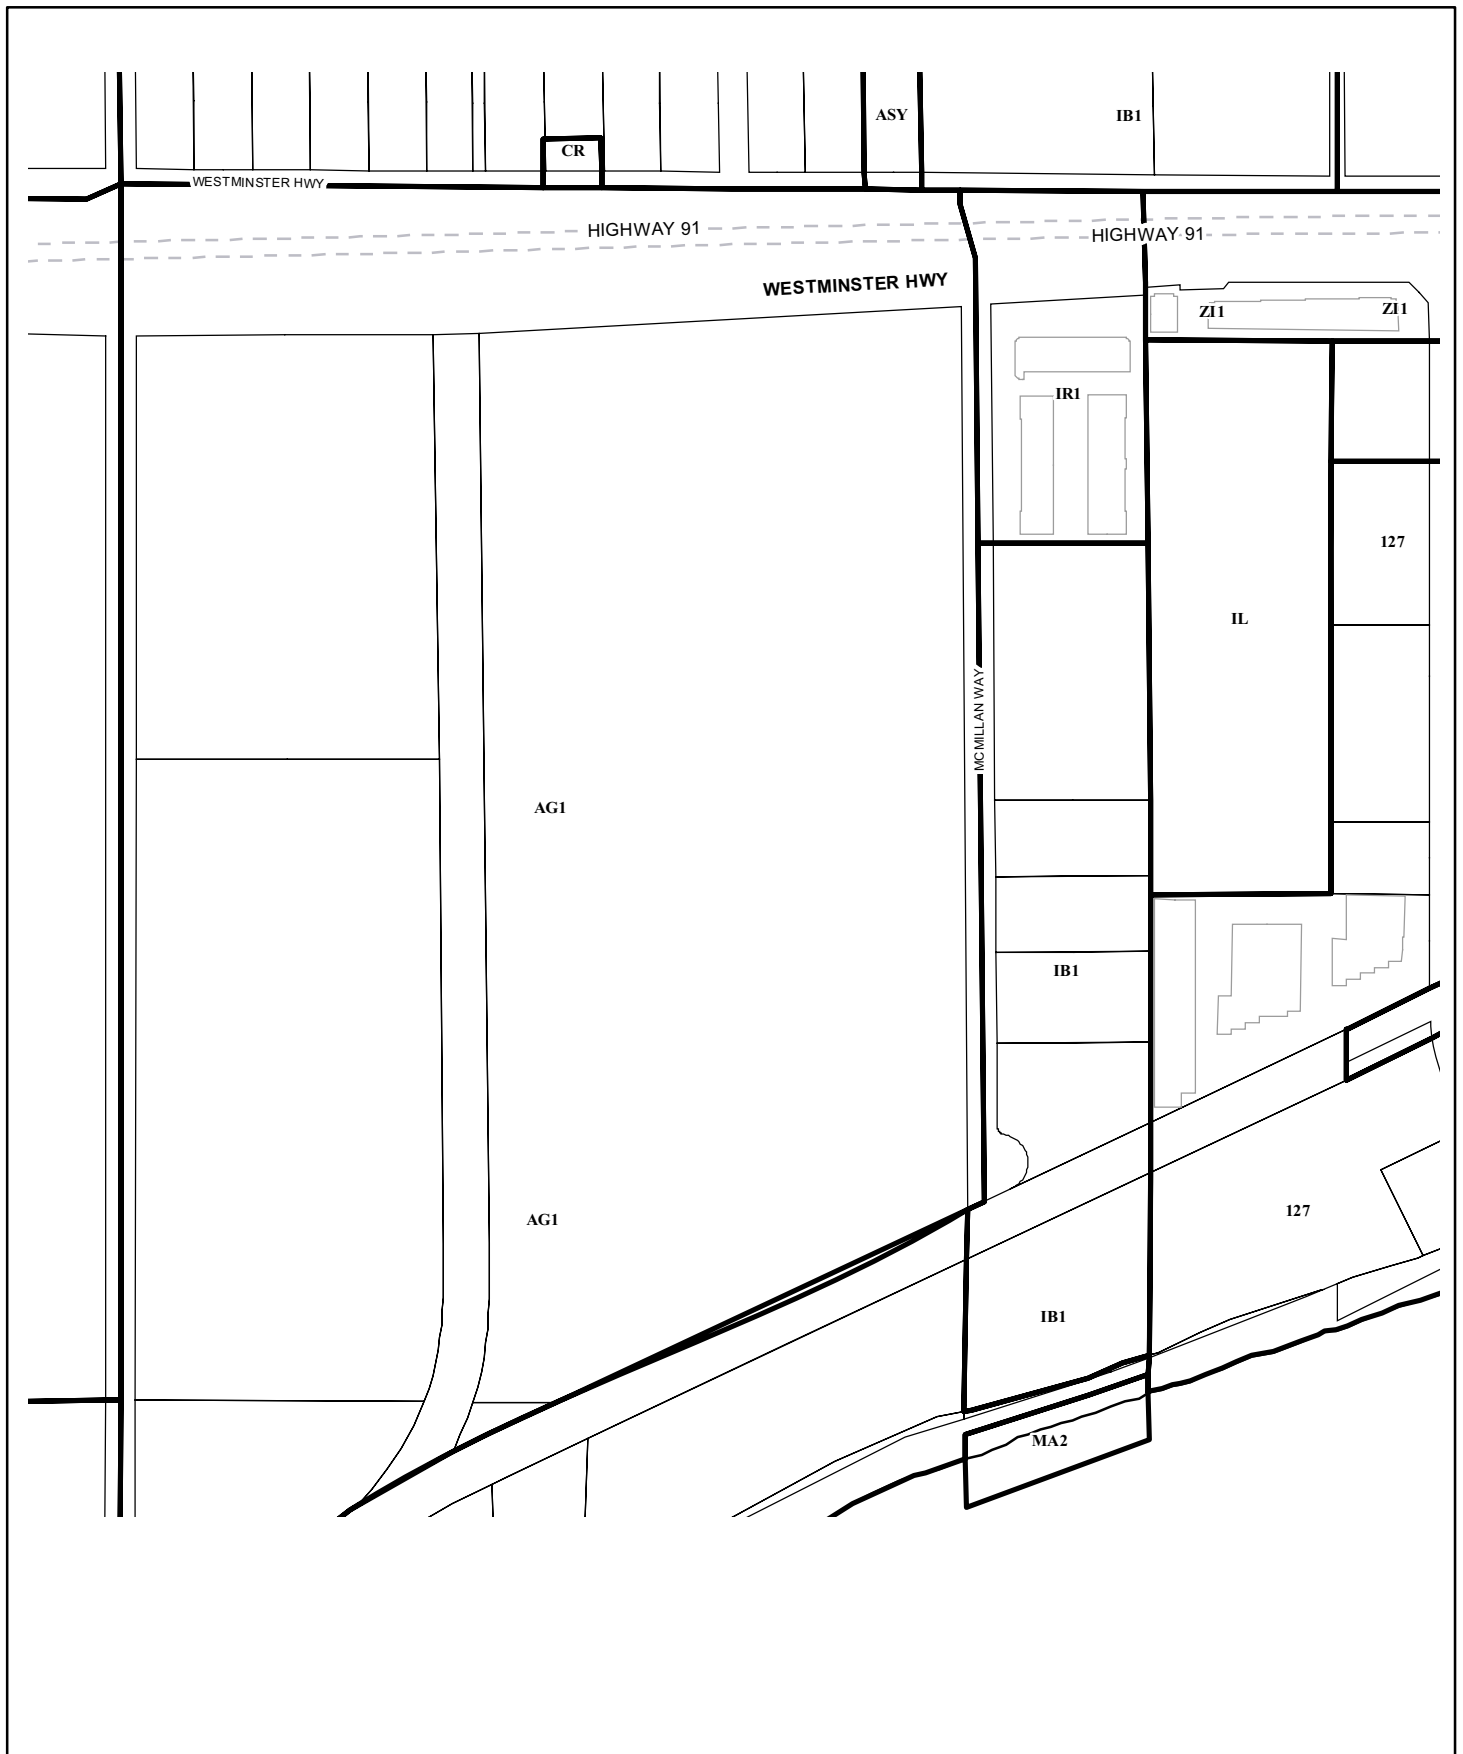 ASY
IB1
CR
WESTMINSTER HWY
HIGHWAY 91
HIGHWAY 91
WESTMINSTER HWY
ZI1
ZI1
IR1
127
IL
MCMILLAN WAY
AG1
IB1
AG1
127
IB1
MA2